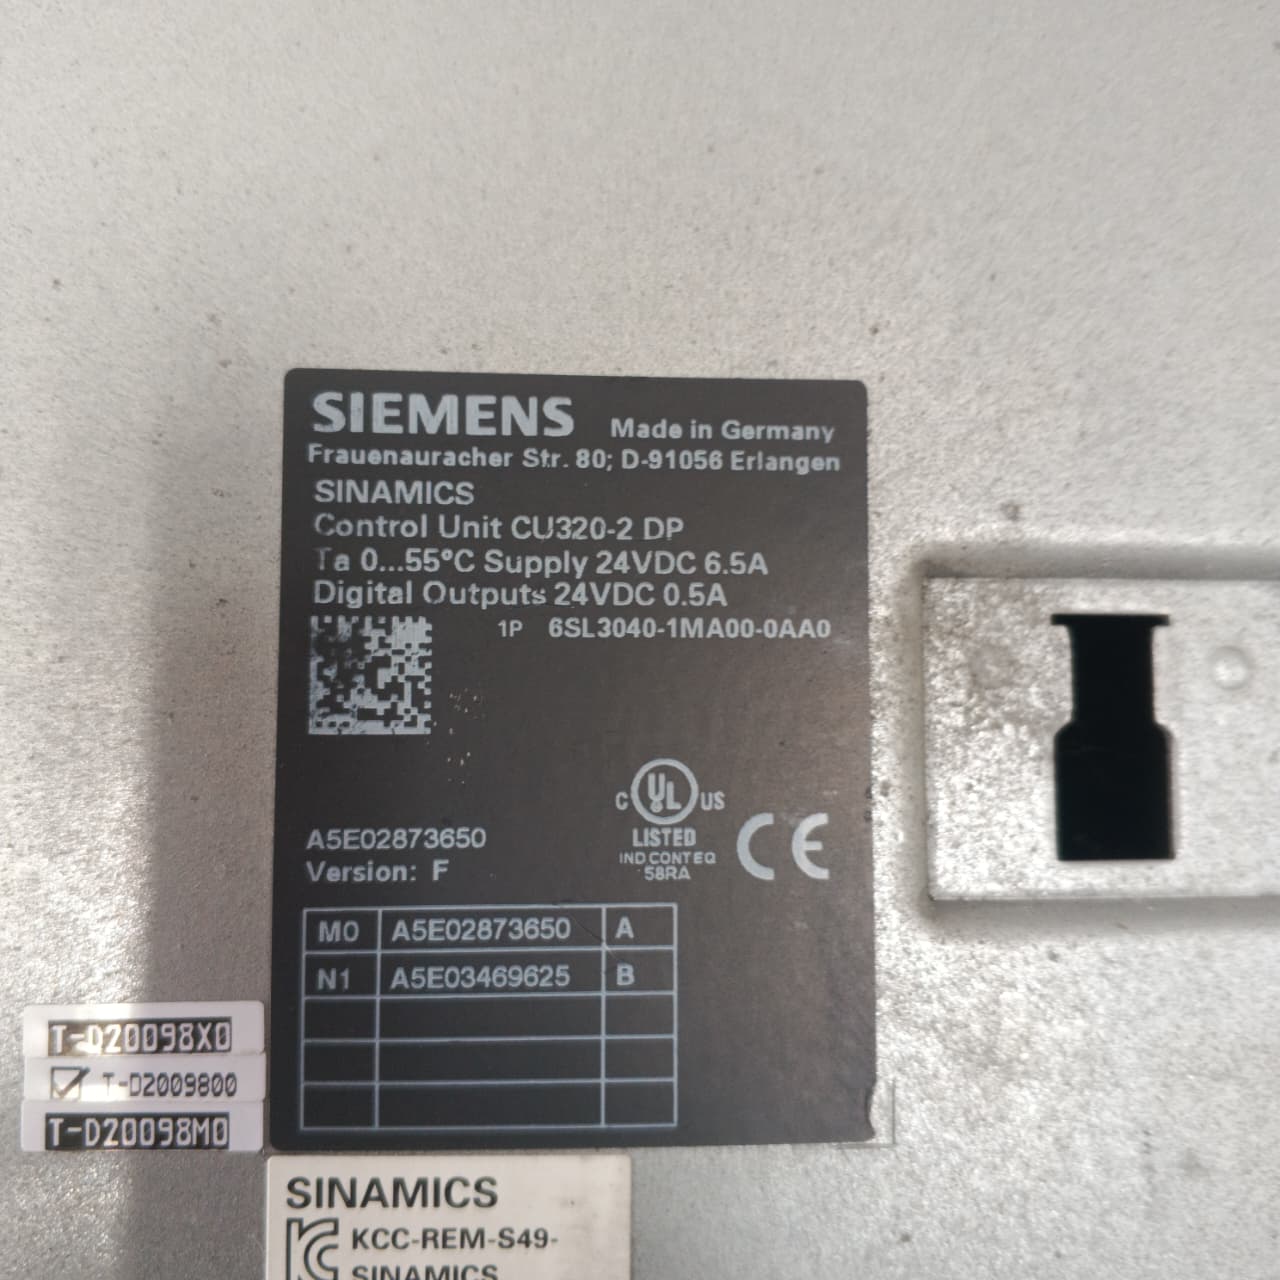 SIEMENS Made in Germany
Frauenauracher Str. 80; D-91056 Erlangen
SINAMICS
Control Unit CU320-2 DP
Ta 0...55°C Supply 24VDC 6.5A
Digital Outputs 24VDC 0.5A
1P 6SL3040-1MA00-0AA0
C UL US
LISTED
IND CONT EQ
58RA
CE
A5E02873650
Version: F
M0 A5E02873650 A
N1 A5E03469625 B
T-D20098X0
T-D2009800
T-D20098M0
SINAMICS
KCC-REM-S49-
SINAMICS